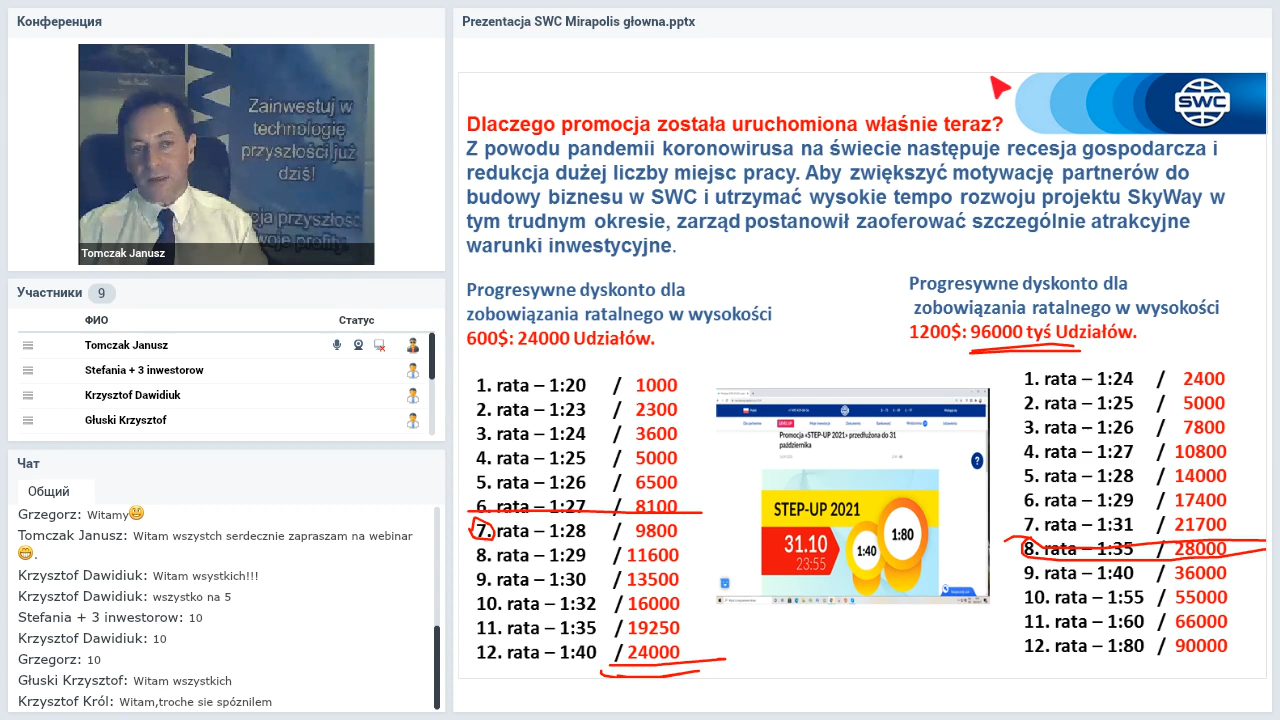 Конференция
Zainwestuj w
technologię
przyszłości już
dziś!
Tomczak Janusz
Участники 9
ФИО Статус
Tomczak Janusz
Stefania + 3 inwestorow
Krzysztof Dawidiuk
Głuski Krzysztof
Чат
Общий
Grzegorz: Witamy
Tomczak Janusz: Witam wszystch serdecznie zapraszam na webinar
.
Krzysztof Dawidiuk: Witam wsystkich!!!
Krzysztof Dawidiuk: wszystko na 5
Stefania + 3 inwestorow: 10
Krzysztof Dawidiuk: 10
Grzegorz: 10
Głuski Krzysztof: Witam wszystkich
Krzysztof Król: Witam,troche sie spóznilem
Prezentacja SWC Mirapolis głowna.pptx
SWC
Dlaczego promocja została uruchomiona właśnie teraz?
Z powodu pandemii koronowirusa na świecie następuje recesja gospodarcza i
redukcja dużej liczby miejsc pracy. Aby zwiększyć motywację partnerów do
budowy biznesu w SWC i utrzymać wysokie tempo rozwoju projektu SkyWay w
tym trudnym okresie, zarząd postanowił zaoferować szczególnie atrakcyjne
warunki inwestycyjne.
Progresywne dyskonto dla
zobowiązania ratalnego w wysokości
600$: 24000 Udziałów.
1. rata – 1:20 / 1000
2. rata – 1:23 / 2300
3. rata – 1:24 / 3600
4. rata – 1:25 / 5000
5. rata – 1:26 / 6500
6. rata – 1:27 / 8100
7. rata – 1:28 / 9800
8. rata – 1:29 / 11600
9. rata – 1:30 / 13500
10. rata – 1:32 / 16000
11. rata – 1:35 / 19250
12. rata – 1:40 / 24000
Promocja «STEP-UP 2021» przedłużona do 31
października
STEP-UP 2021
31.10
23:55
1:40
1:80
Progresywne dyskonto dla
zobowiązania ratalnego w wysokości
1200$: 96000 tyś Udziałów.
1. rata – 1:24 / 2400
2. rata – 1:25 / 5000
3. rata – 1:26 / 7800
4. rata – 1:27 / 10800
5. rata – 1:28 / 14000
6. rata – 1:29 / 17400
7. rata – 1:31 / 21700
8. rata – 1:35 / 28000
9. rata – 1:40 / 36000
10. rata – 1:55 / 55000
11. rata – 1:60 / 66000
12. rata – 1:80 / 90000